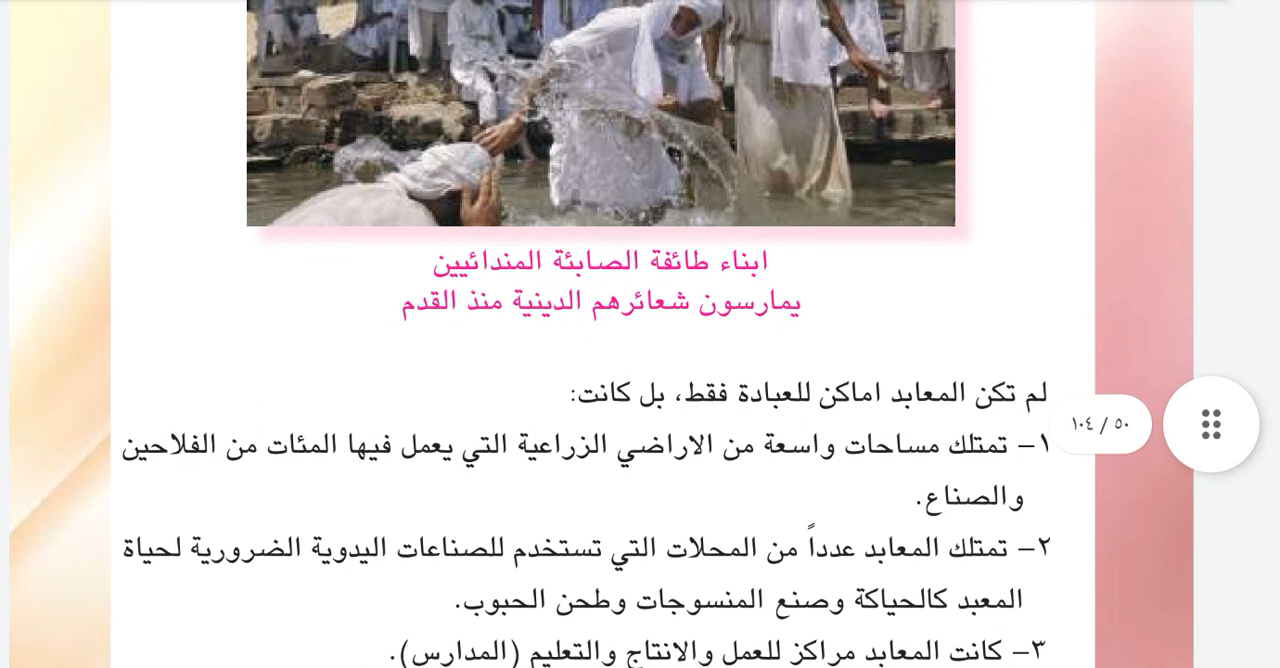 ابناء طائفة الصابئة المندائيين
يمارسون شعائرهم الدينية منذ القدم
لم تكن المعابد اماكن للعبادة فقط، بل كانت:
١– تمتلك مساحات واسعة من الاراضي الزراعية التي يعمل فيها المئات من الفلاحين
والصناع.
٢– تمتلك المعابد عدداً من المحلات التي تستخدم للصناعات اليدوية الضرورية لحياة
المعبد كالحياكة وصنع المنسوجات وطحن الحبوب.
٣– كانت المعابد مراكز للعمل والانتاج والتعليم (المدارس).
٥٠ / ١٠٤